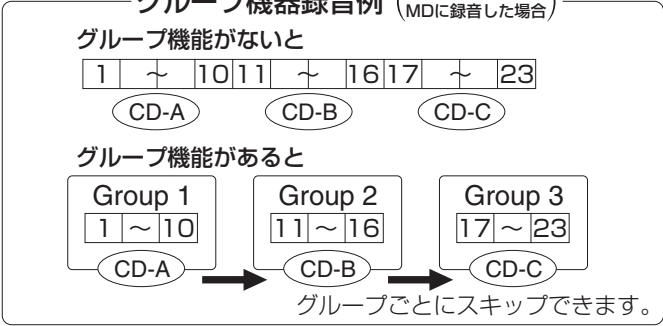 グループ機器録音例 (MDに録音した場合)
グループ機能がないと
1 ~ 10 11 ~ 16 17 ~ 23
CD-A CD-B CD-C
グループ機能があると
Group 1 Group 2 Group 3
1 ~ 10 11 ~ 16 17 ~ 23
CD-A CD-B CD-C
グループごとにスキップできます。